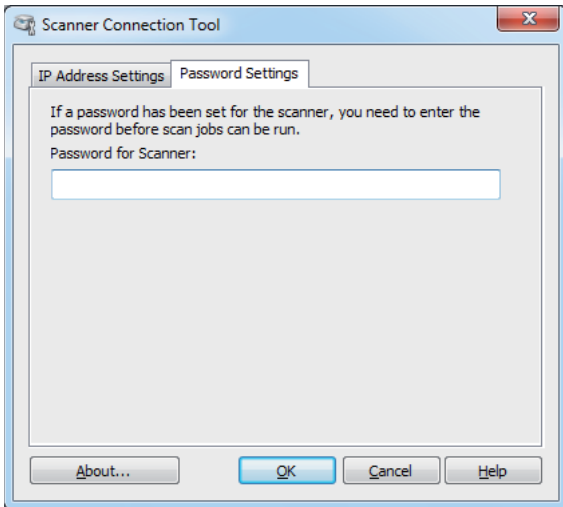 Scanner Connection Tool
IP Address Settings Password Settings
If a password has been set for the scanner, you need to enter the
password before scan jobs can be run.
Password for Scanner:
About... OK Cancel Help